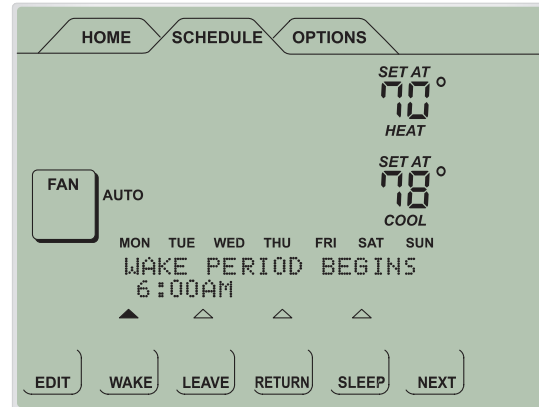 HOME SCHEDULE OPTIONS
SET AT
70°
HEAT
SET AT
78°
COOL
FAN
AUTO
MON TUE WED THU FRI SAT SUN
WAKE PERIOD BEGINS
6:00AM
EDIT WAKE LEAVE RETURN SLEEP NEXT